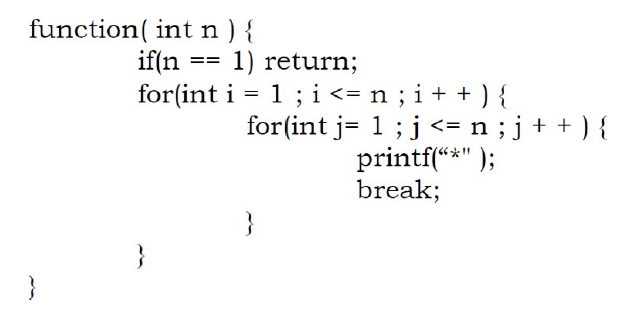 function( int n ) {
if(n == 1) return;
for(int i = 1 ; i <= n ; i + + ) {
for(int j= 1 ; j <= n ; j + + ) {
printf(“*" );
break;
}
}
}